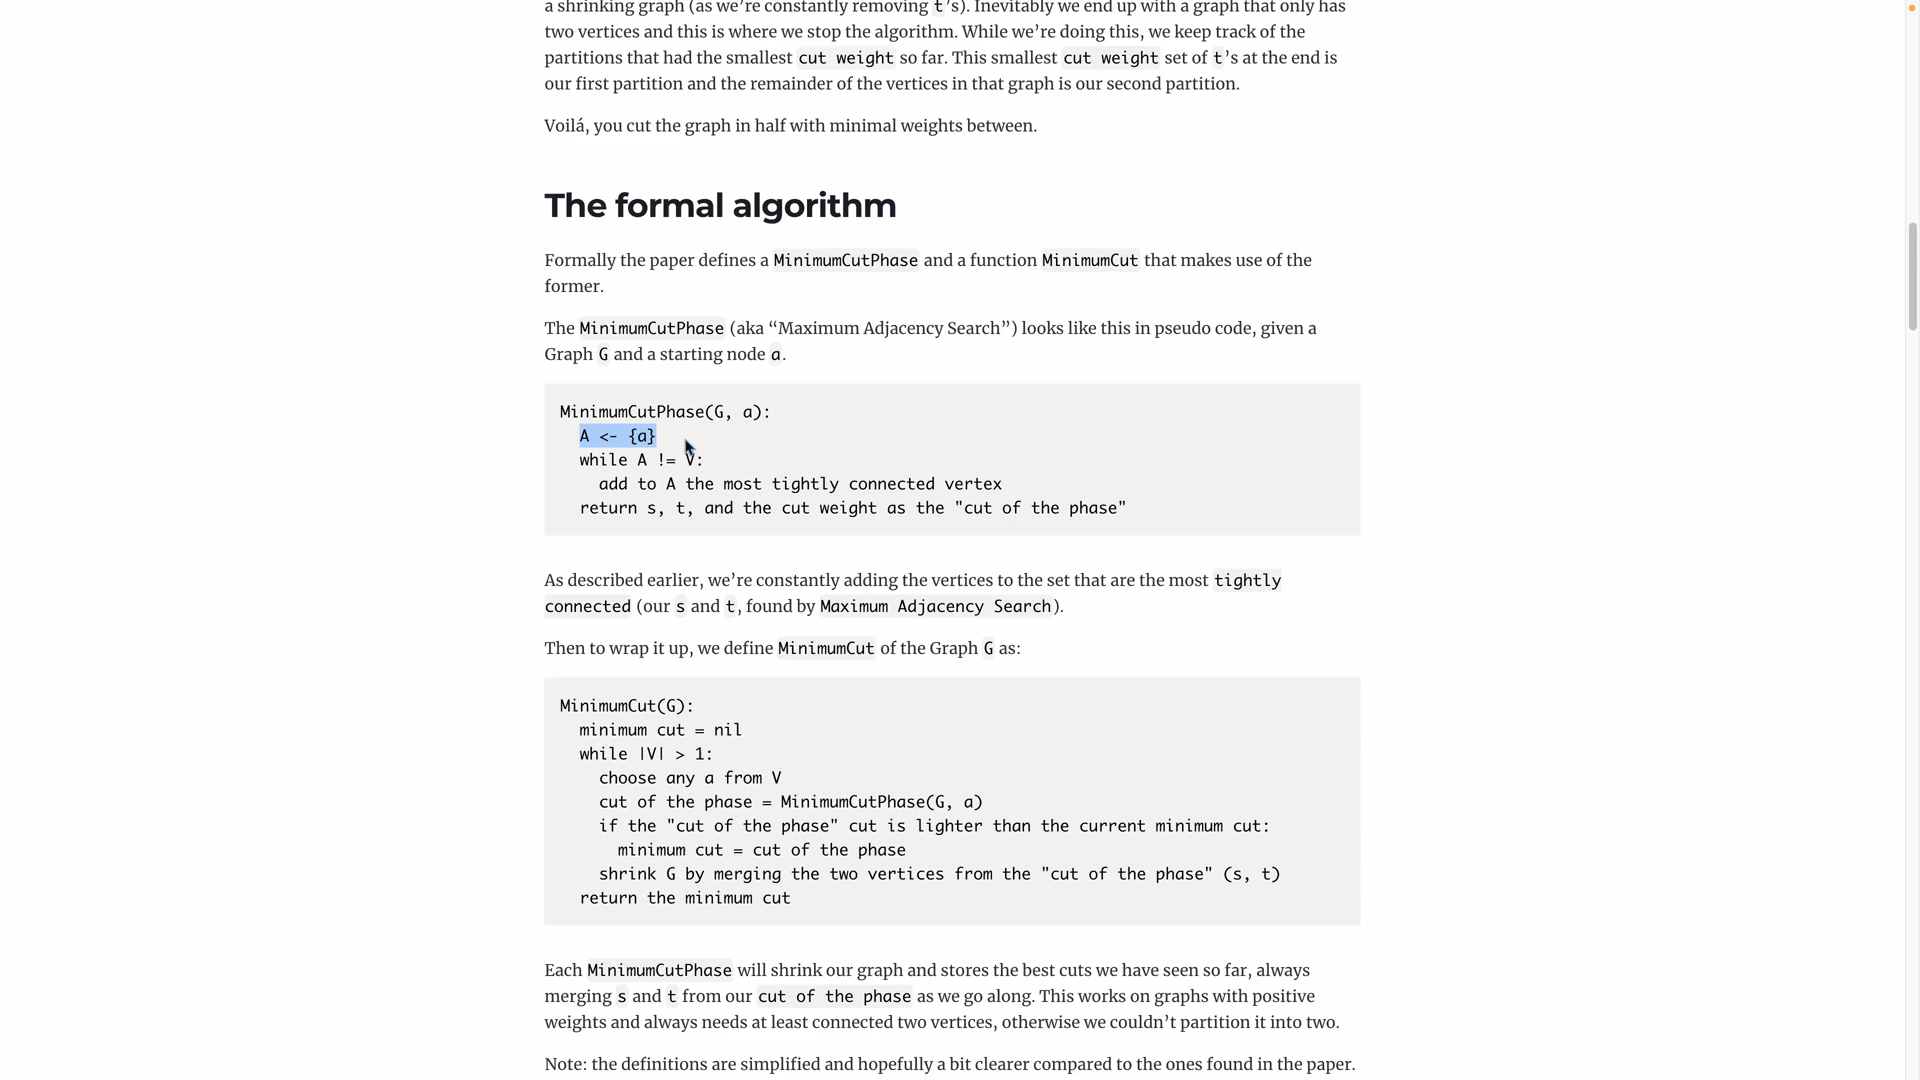 a shrinking graph (as we’re constantly removing t’s). Inevitably we end up with a graph that only has
two vertices and this is where we stop the algorithm. While we’re doing this, we keep track of the
partitions that had the smallest cut weight so far. This smallest cut weight set of t’s at the end is
our first partition and the remainder of the vertices in that graph is our second partition.
Voilá, you cut the graph in half with minimal weights between.
The formal algorithm
Formally the paper defines a MinimumCutPhase and a function MinimumCut that makes use of the
former.
The MinimumCutPhase (aka “Maximum Adjacency Search”) looks like this in pseudo code, given a
Graph G and a starting node a.
MinimumCutPhase(G, a):
  A <- {a}
  while A != V:
    add to A the most tightly connected vertex
  return s, t, and the cut weight as the "cut of the phase"
As described earlier, we’re constantly adding the vertices to the set that are the most tightly
connected (our s and t, found by Maximum Adjacency Search).
Then to wrap it up, we define MinimumCut of the Graph G as:
MinimumCut(G):
  minimum cut = nil
  while |V| > 1:
    choose any a from V
    cut of the phase = MinimumCutPhase(G, a)
    if the "cut of the phase" cut is lighter than the current minimum cut:
      minimum cut = cut of the phase
    shrink G by merging the two vertices from the "cut of the phase" (s, t)
  return the minimum cut
Each MinimumCutPhase will shrink our graph and stores the best cuts we have seen so far, always
merging s and t from our cut of the phase as we go along. This works on graphs with positive
weights and always needs at least connected two vertices, otherwise we couldn’t partition it into two.
Note: the definitions are simplified and hopefully a bit clearer compared to the ones found in the paper.